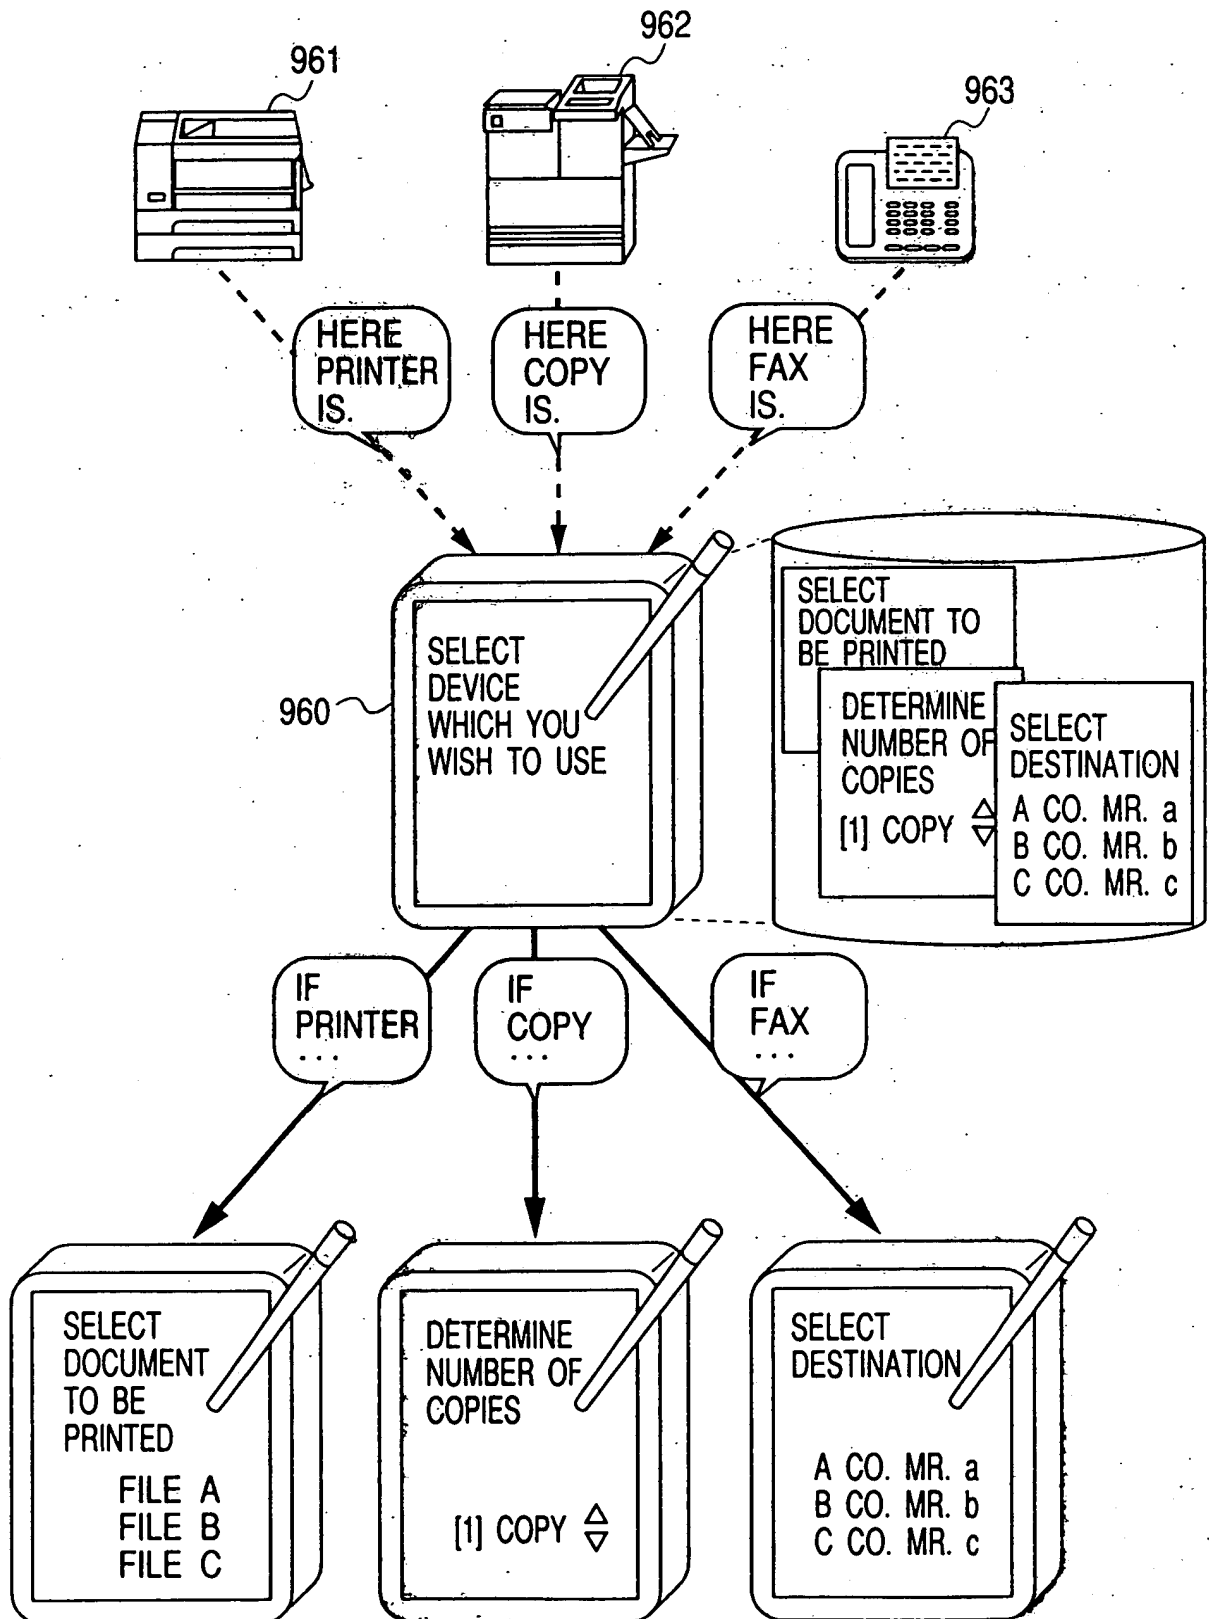 961
962
963
HERE
PRINTER
IS.
HERE
COPY
IS.
HERE
FAX
IS.
960
SELECT
DEVICE
WHICH YOU
WISH TO USE
SELECT
DOCUMENT TO
BE PRINTED
DETERMINE
NUMBER OF
COPIES
[1] COPY
SELECT
DESTINATION
A CO. MR. a
B CO. MR. b
C CO. MR. c
IF
PRINTER
...
IF
COPY
...
IF
FAX
...
SELECT
DOCUMENT
TO BE
PRINTED
FILE A
FILE B
FILE C
DETERMINE
NUMBER OF
COPIES
[1] COPY
SELECT
DESTINATION
A CO. MR. a
B CO. MR. b
C CO. MR. c